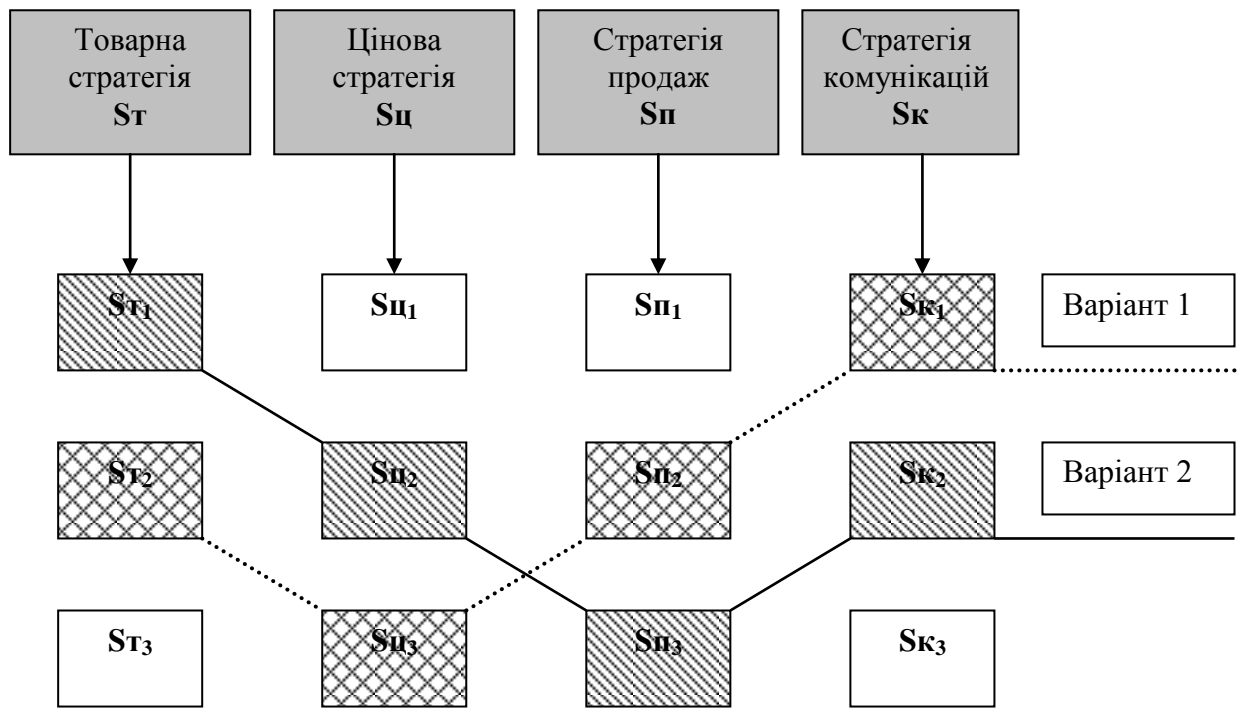 Товарна
стратегія
Sт
Цінова
стратегія
Sц
Стратегія
продаж
Sп
Стратегія
комунікацій
Sк
Sт₁
Sц₁
Sп₁
Sк₁
Варіант 1
Sт₂
Sц₂
Sп₂
Sк₂
Варіант 2
Sт₃
Sц₃
Sп₃
Sк₃